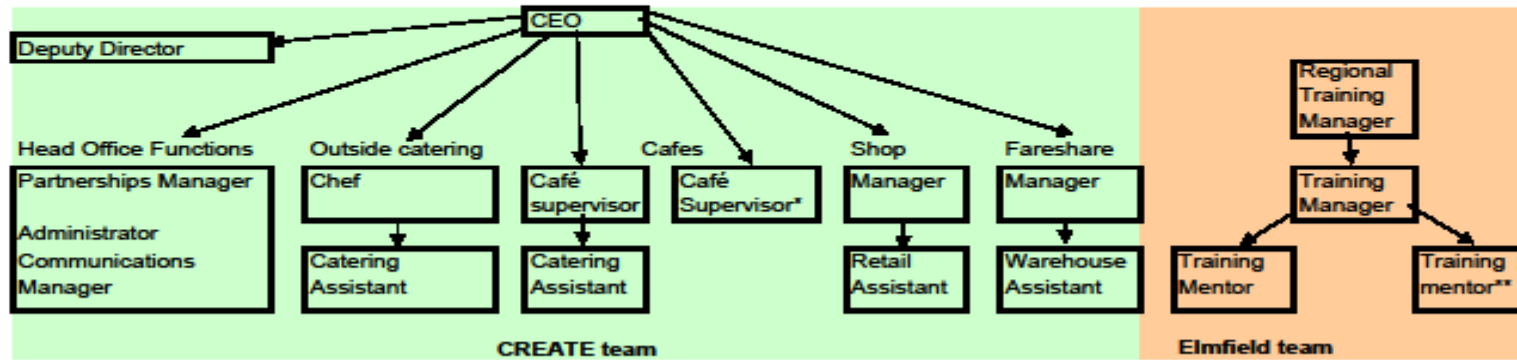 CEO
Deputy Director
Regional
Training
Manager
Head Office Functions
Outside catering
Cafes
Shop
Fareshare
Partnerships Manager
Administrator
Communications
Manager
Chef
Café
supervisor
Café
Supervisor*
Manager
Manager
Training
Manager
Catering
Assistant
Catering
Assistant
Retail
Assistant
Warehouse
Assistant
Training
Mentor
Training
mentor**
CREATE team
Elmfield team